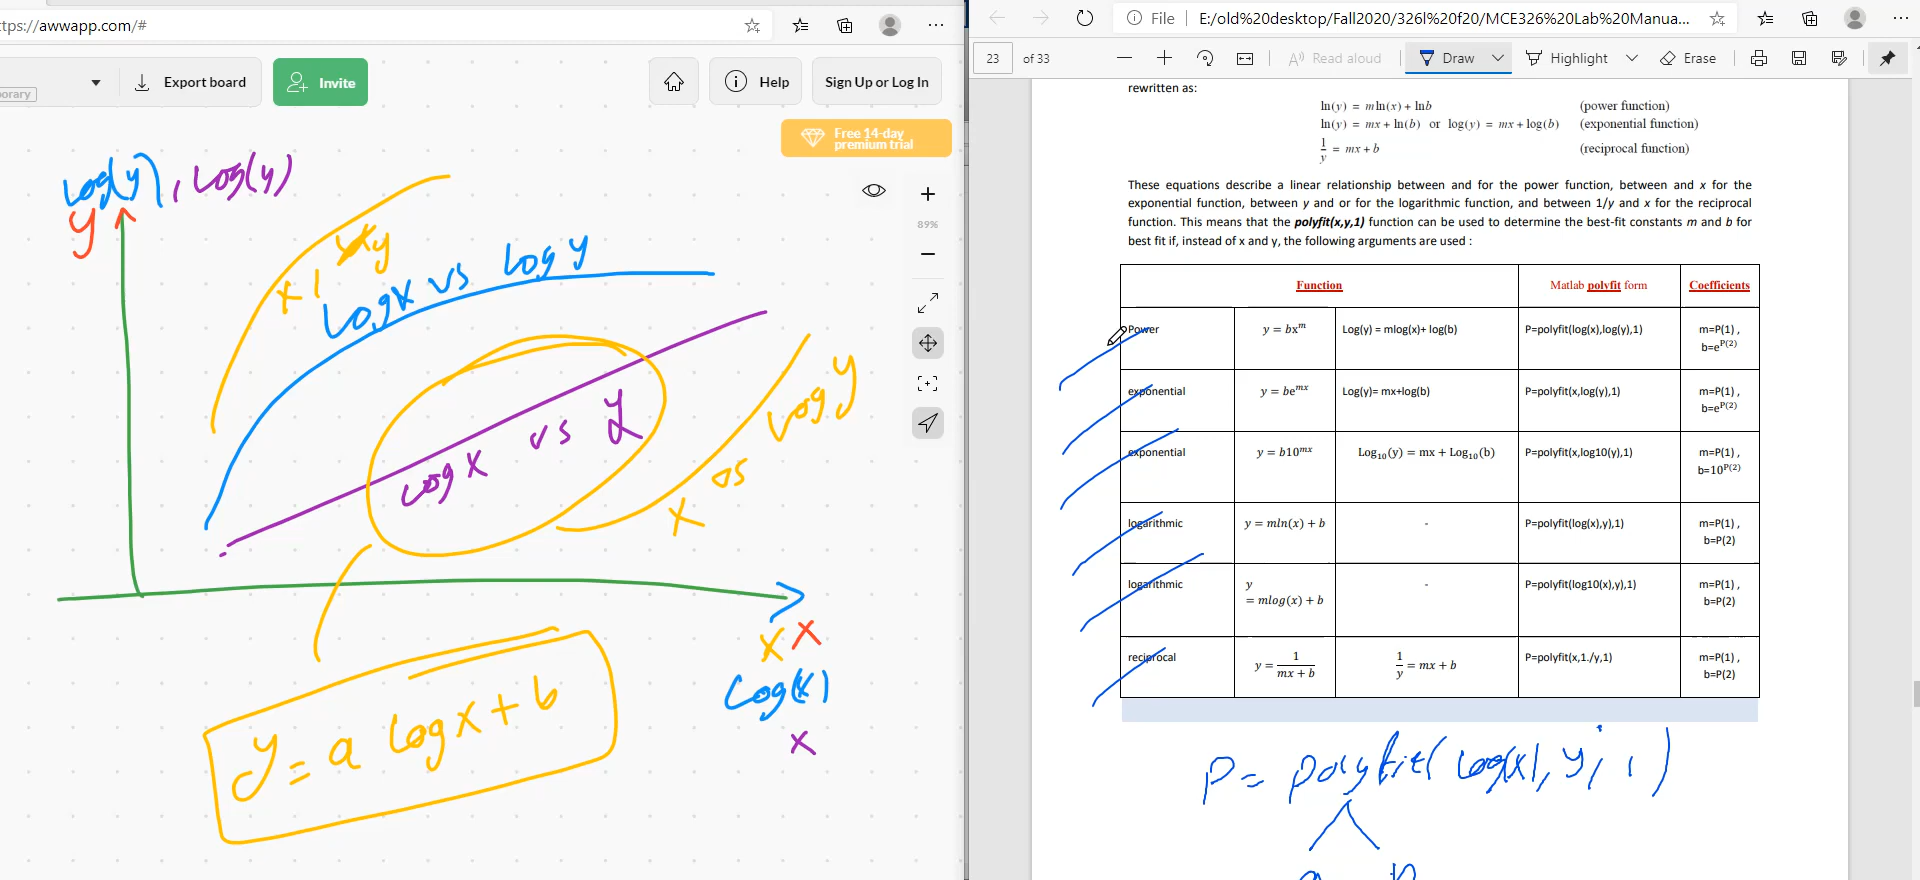 ttps://awwapp.com/#
orary
Export board
Invite
Help
Sign Up or Log In
Free 14-day
premium trial
89%
Log(y), Log(y)
y
x | y
Logx vs log y
Logx vs y
x vs Log y
x x
Log(x)
x
y = a logx + b
File E:/old%20desktop/Fall2020/326l%20f20/MCE326%20Lab%20Manua...
23 of 33
Read aloud
Draw
Highlight
Erase
rewritten as:
ln(y) = mln(x) + lnb (power function)
ln(y) = mx + ln(b) or log(y) = mx + log(b) (exponential function)
1/y = mx + b (reciprocal function)
These equations describe a linear relationship between and for the power function, between and x for the
exponential function, between y and or for the logarithmic function, and between 1/y and x for the reciprocal
function. This means that the polyfit(x,y,1) function can be used to determine the best-fit constants m and b for
best fit if, instead of x and y, the following arguments are used :
Function Matlab polyfit form Coefficients
Power y = bx^m Log(y) = mlog(x)+ log(b) P=polyfit(log(x),log(y),1) m=P(1) ,
b=e^P(2)
exponential y = be^mx Log(y)= mx+log(b) P=polyfit(x,log(y),1) m=P(1) ,
b=e^P(2)
exponential y = b10^mx Log₁₀(y) = mx + Log₁₀(b) P=polyfit(x,log10(y),1) m=P(1) ,
b=10^P(2)
logarithmic y = mln(x) + b - P=polyfit(log(x),y),1) m=P(1) ,
b=P(2)
logarithmic y
= mlog(x) + b - P=polyfit(log10(x),y),1) m=P(1) ,
b=P(2)
reciprocal y = 1/(mx + b) 1/y = mx + b P=polyfit(x,1./y,1) m=P(1) ,
b=P(2)
P = polyfit( log(x), y, 1 )